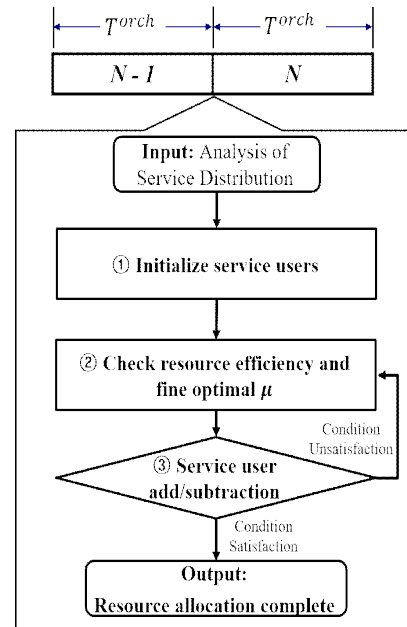 T^orch T^orch
N - 1 N
Input: Analysis of
Service Distribution
① Initialize service users
② Check resource efficiency and
fine optimal μ
Condition
Unsatisfaction
③ Service user
add/subtraction
Condition
Satisfaction
Output:
Resource allocation complete